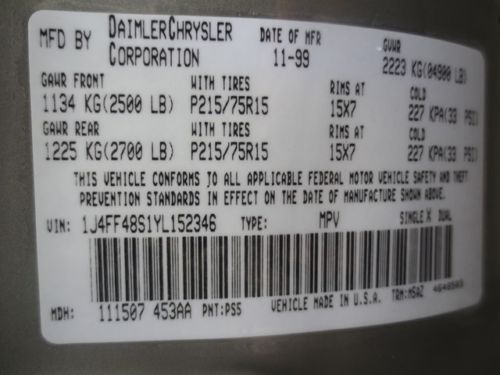 MFD BY DAIMLERCHRYSLER CORPORATION DATE OF MFR 11-99 GVWR 2223 KG(04900 LB)
GAWR FRONT WITH TIRES RIMS AT COLD
1134 KG(2500 LB) P215/75R15 15X7 227 KPA(33 PSI)
GAWR REAR WITH TIRES RIMS AT COLD
1225 KG(2700 LB) P215/75R15 15X7 227 KPA(33 PSI)
THIS VEHICLE CONFORMS TO ALL APPLICABLE FEDERAL MOTOR VEHICLE SAFETY AND THEFT
PREVENTION STANDARDS IN EFFECT ON THE DATE OF MANUFACTURE SHOWN ABOVE.
VIN: 1J4FF48S1YL152346 TYPE: MPV SINGLE X DUAL
MDH: 111507 453AA PNT:PS5 VEHICLE MADE IN U.S.A. TRM:M5AZ